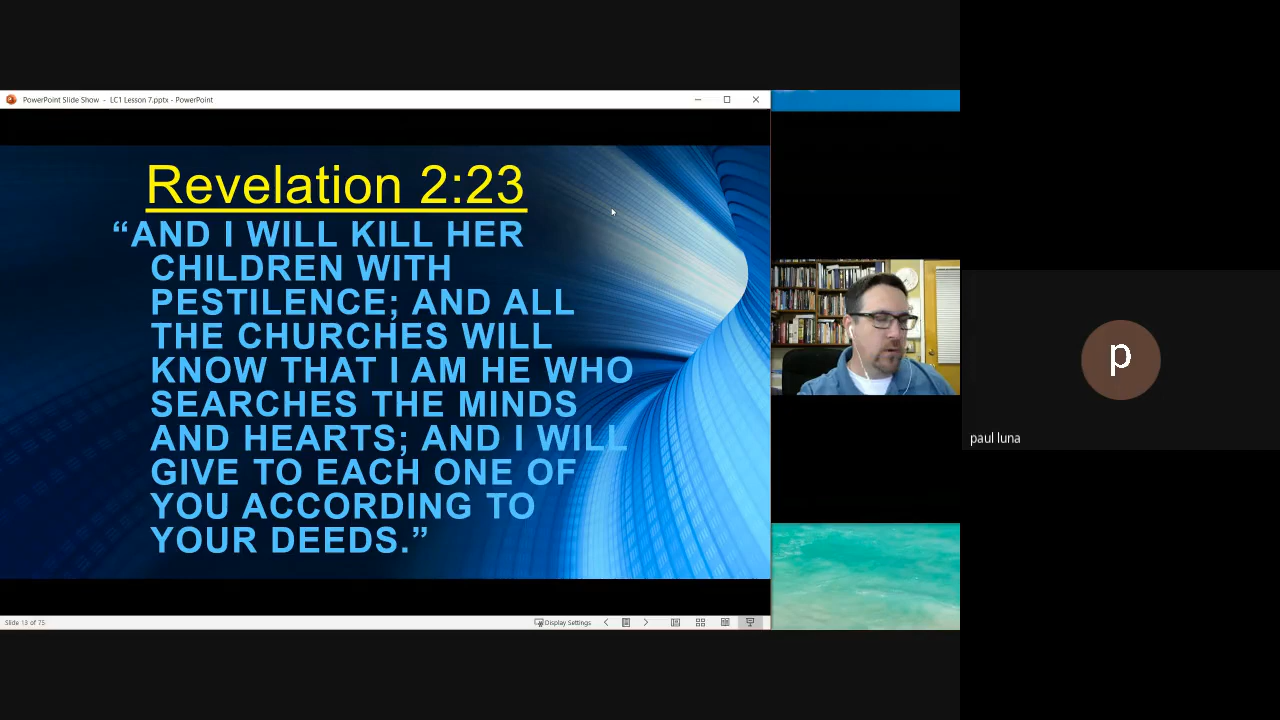 PowerPoint Slide Show - LC1 Lesson 7.pptx - PowerPoint
Revelation 2:23
“AND I WILL KILL HER
CHILDREN WITH
PESTILENCE; AND ALL
THE CHURCHES WILL
KNOW THAT I AM HE WHO
SEARCHES THE MINDS
AND HEARTS; AND I WILL
GIVE TO EACH ONE OF
YOU ACCORDING TO
YOUR DEEDS.”
Slide 13 of 75
Display Settings
p
paul luna